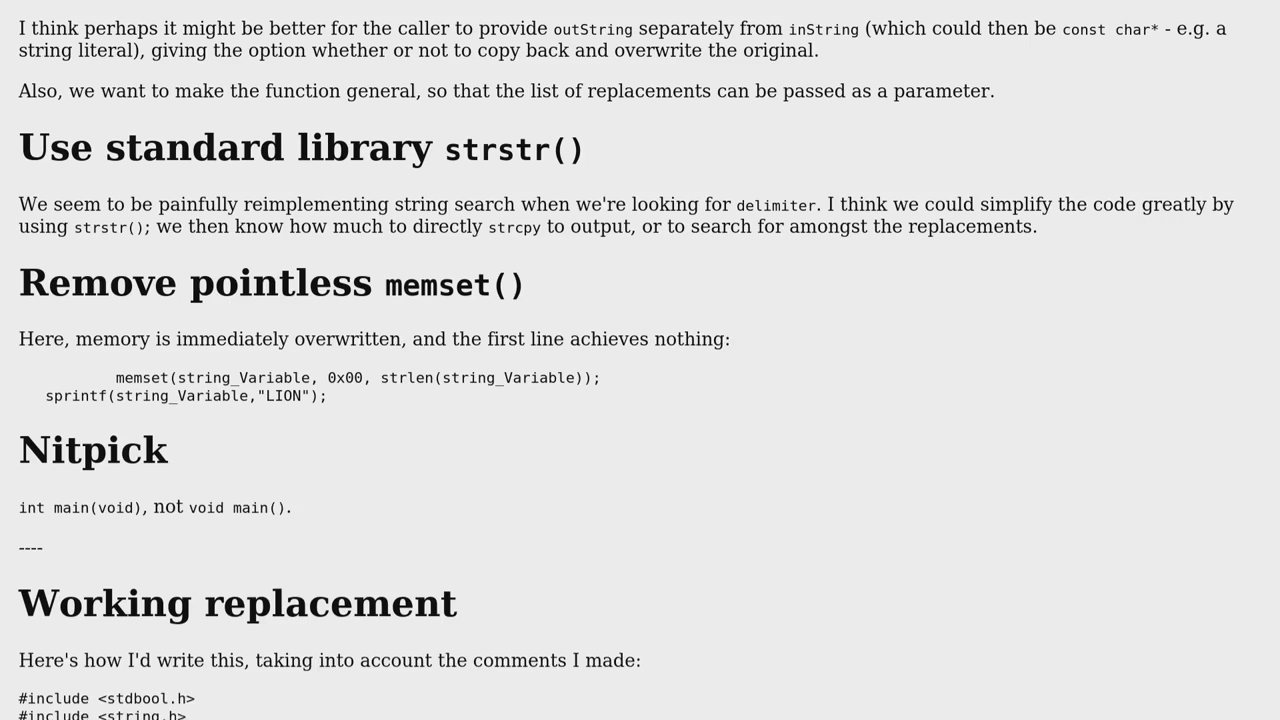 I think perhaps it might be better for the caller to provide outString separately from inString (which could then be const char* - e.g. a
string literal), giving the option whether or not to copy back and overwrite the original.
Also, we want to make the function general, so that the list of replacements can be passed as a parameter.
Use standard library strstr()
We seem to be painfully reimplementing string search when we're looking for delimiter. I think we could simplify the code greatly by
using strstr(); we then know how much to directly strcpy to output, or to search for amongst the replacements.
Remove pointless memset()
Here, memory is immediately overwritten, and the first line achieves nothing:
memset(string_Variable, 0x00, strlen(string_Variable));
sprintf(string_Variable,"LION");
Nitpick
int main(void), not void main().
----
Working replacement
Here's how I'd write this, taking into account the comments I made:
#include <stdbool.h>
#include <string.h>